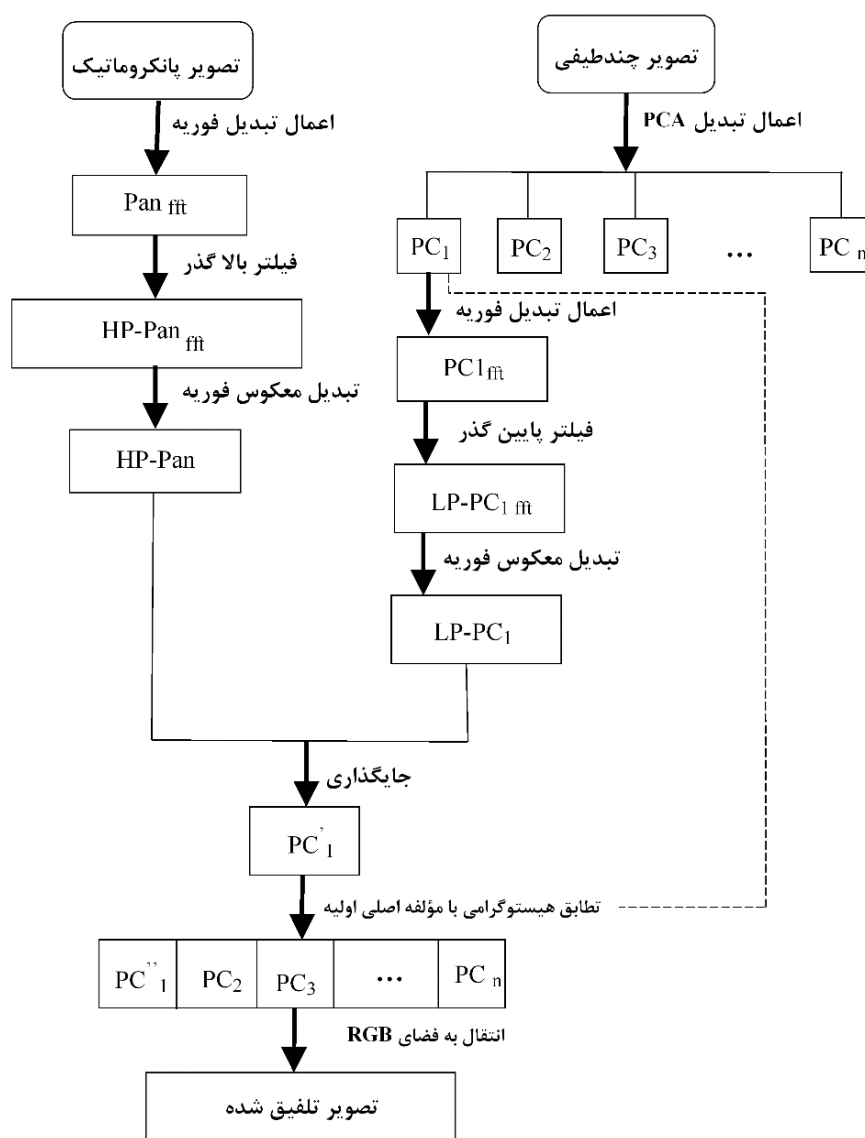 تصویر پانکروماتیک
تصویر چندطیفی
اعمال تبدیل فوریه
اعمال تبدیل PCA
Pan fft
PC1
PC2
PC3
...
PC n
فیلتر بالا گذر
اعمال تبدیل فوریه
HP-Pan fft
PC1fft
تبدیل معکوس فوریه
فیلتر پایین گذر
HP-Pan
LP-PC1 fft
تبدیل معکوس فوریه
LP-PC1
جایگذاری
PC'1
تطابق هیستوگرامی با مؤلفه اصلی اولیه
PC''1
PC2
PC3
...
PC n
انتقال به فضای RGB
تصویر تلفیق شده